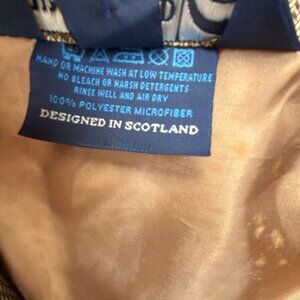 HAND OR MACHINE WASH AT LOW TEMPERATURE
NO BLEACH OR HARSH DETERGENTS
RINSE WELL AND AIR DRY
100% POLYESTER MICROFIBER
DESIGNED IN SCOTLAND